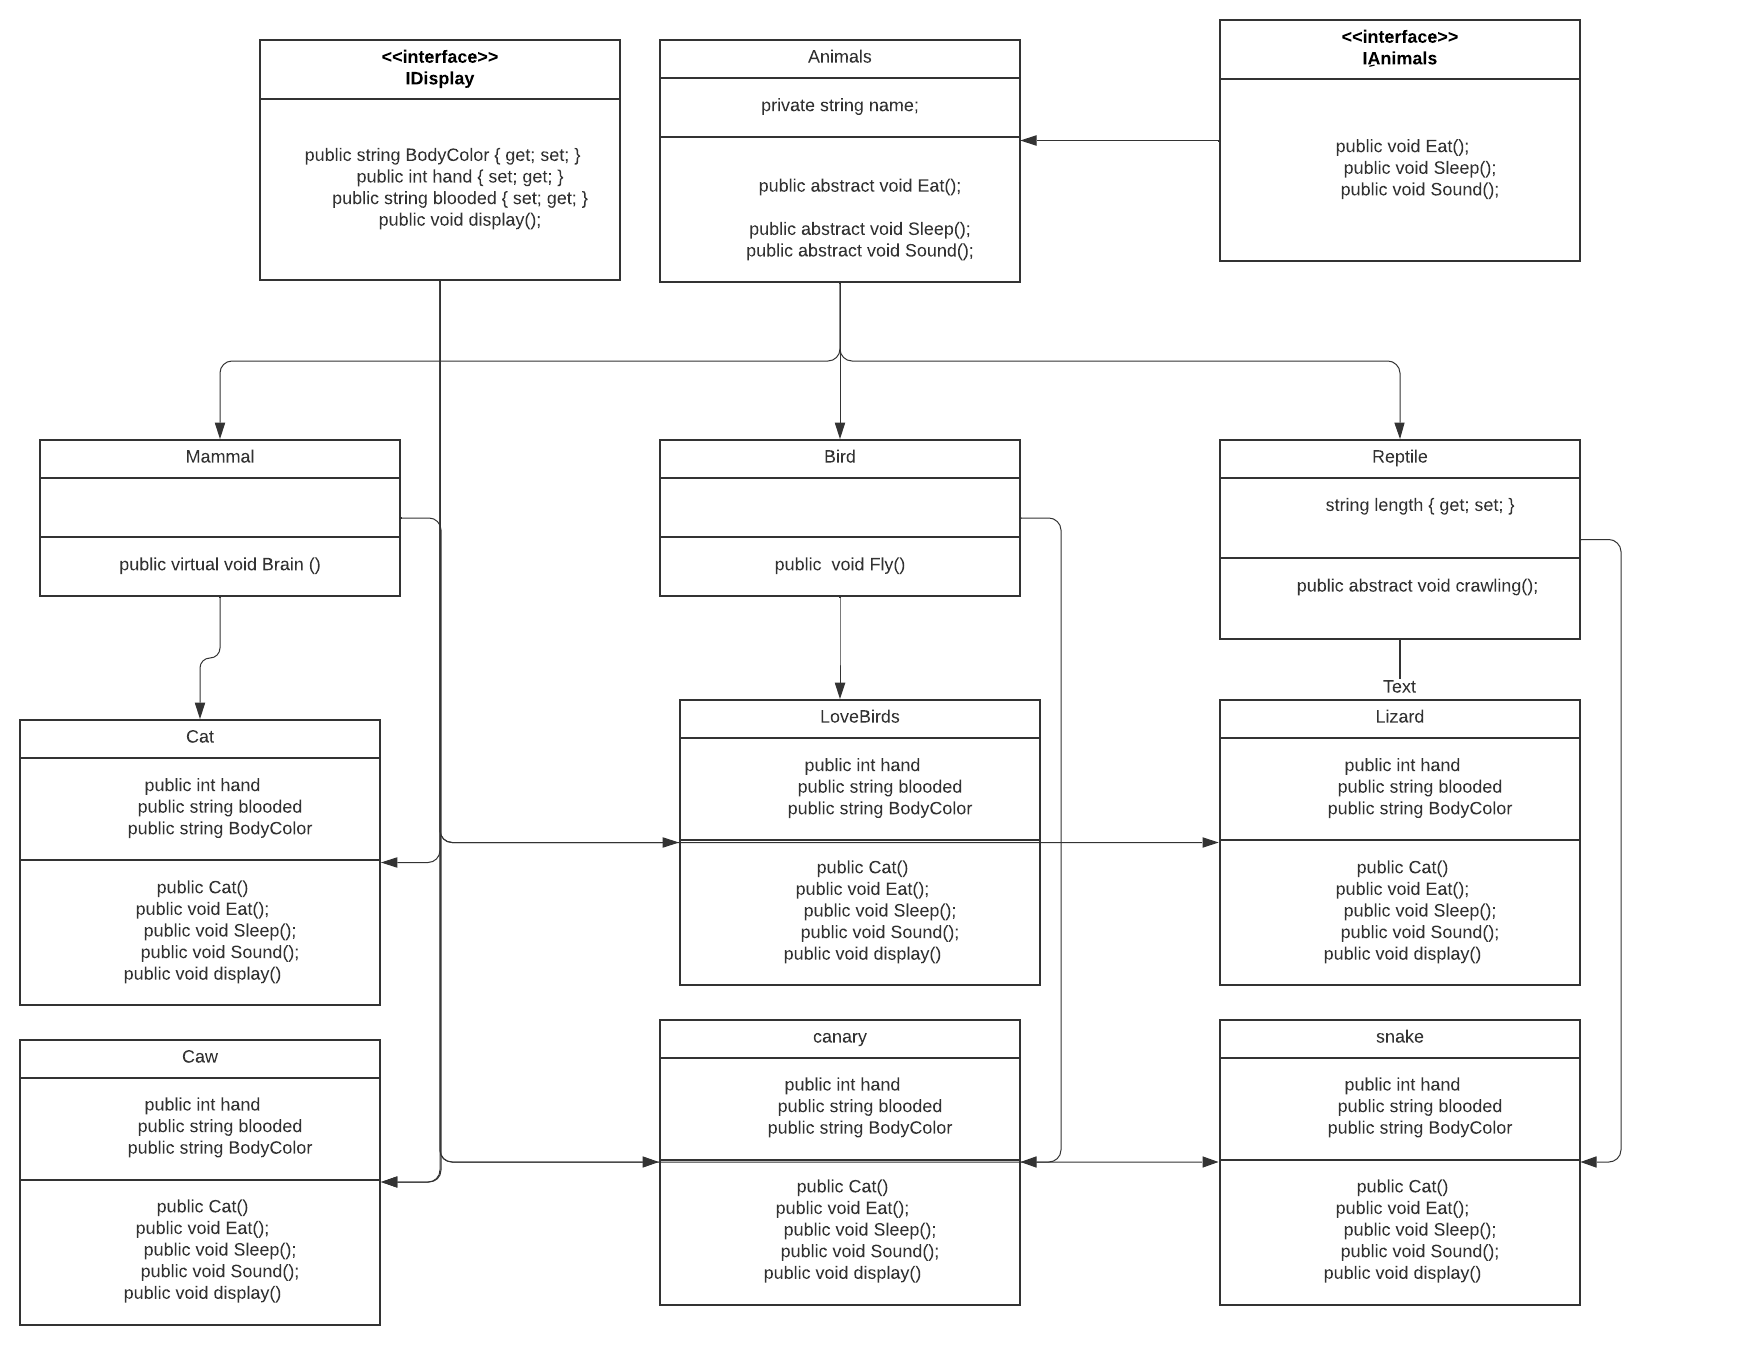 <<interface>>
IDisplay
public string BodyColor { get; set; }
public int hand { set; get; }
public string blooded { set; get; }
public void display();
Animals
private string name;
public abstract void Eat();
public abstract void Sleep();
public abstract void Sound();
<<interface>>
IAnimals
public void Eat();
public void Sleep();
public void Sound();
Mammal
public virtual void Brain ()
Bird
public  void Fly()
Reptile
string length { get; set; }
public abstract void crawling();
Text
Cat
public int hand
public string blooded
public string BodyColor
public Cat()
public void Eat();
public void Sleep();
public void Sound();
public void display()
LoveBirds
public int hand
public string blooded
public string BodyColor
public Cat()
public void Eat();
public void Sleep();
public void Sound();
public void display()
Lizard
public int hand
public string blooded
public string BodyColor
public Cat()
public void Eat();
public void Sleep();
public void Sound();
public void display()
Caw
public int hand
public string blooded
public string BodyColor
public Cat()
public void Eat();
public void Sleep();
public void Sound();
public void display()
canary
public int hand
public string blooded
public string BodyColor
public Cat()
public void Eat();
public void Sleep();
public void Sound();
public void display()
snake
public int hand
public string blooded
public string BodyColor
public Cat()
public void Eat();
public void Sleep();
public void Sound();
public void display()